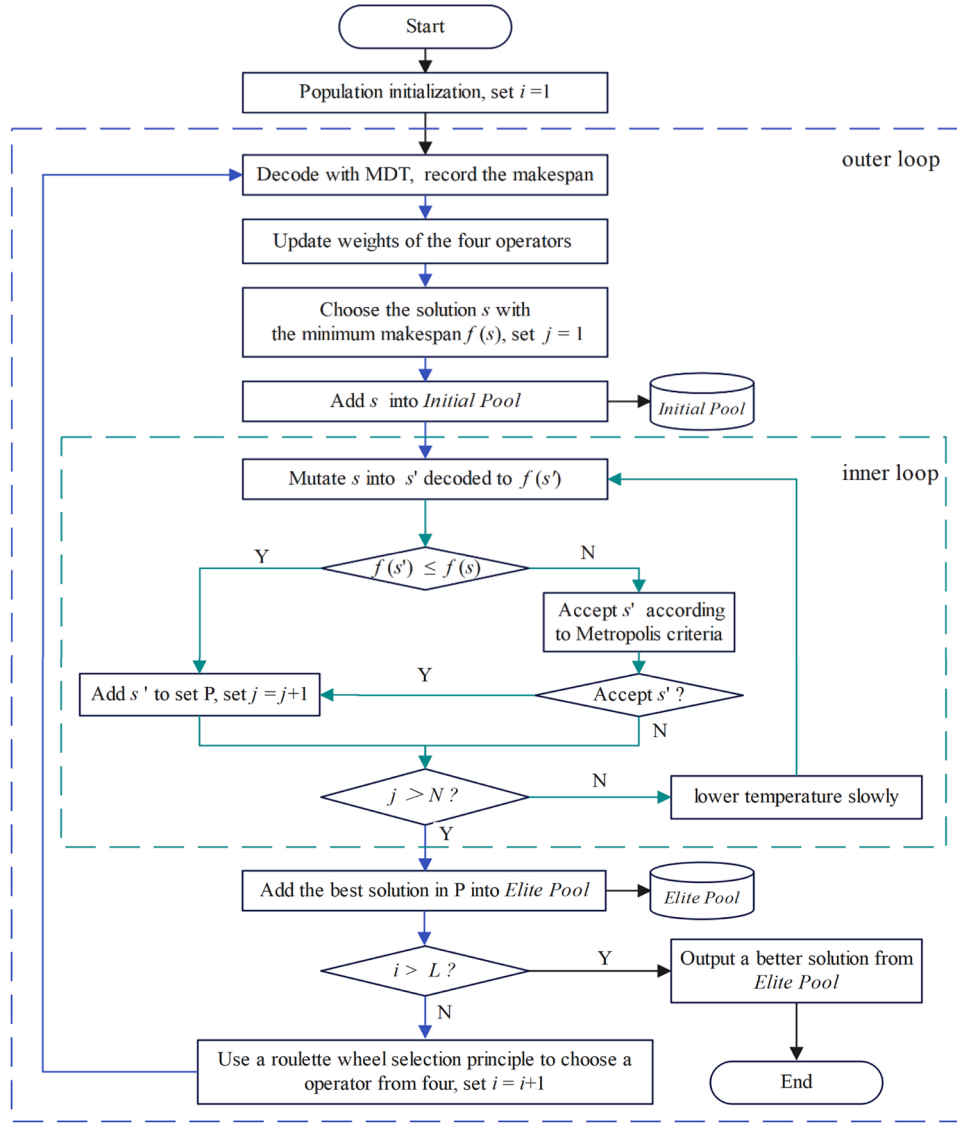 Start
Population initialization, set i =1
outer loop
Decode with MDT, record the makespan
Update weights of the four operators
Choose the solution s with
the minimum makespan f (s), set j = 1
Add s into Initial Pool
Initial Pool
inner loop
Mutate s into s' decoded to f (s')
Y
f (s') ≤ f (s)
N
Accept s' according
to Metropolis criteria
Add s ' to set P, set j = j+1
Y
Accept s' ?
N
j > N ?
N
lower temperature slowly
Y
Add the best solution in P into Elite Pool
Elite Pool
i > L ?
Y
Output a better solution from
Elite Pool
N
Use a roulette wheel selection principle to choose a
operator from four, set i = i+1
End